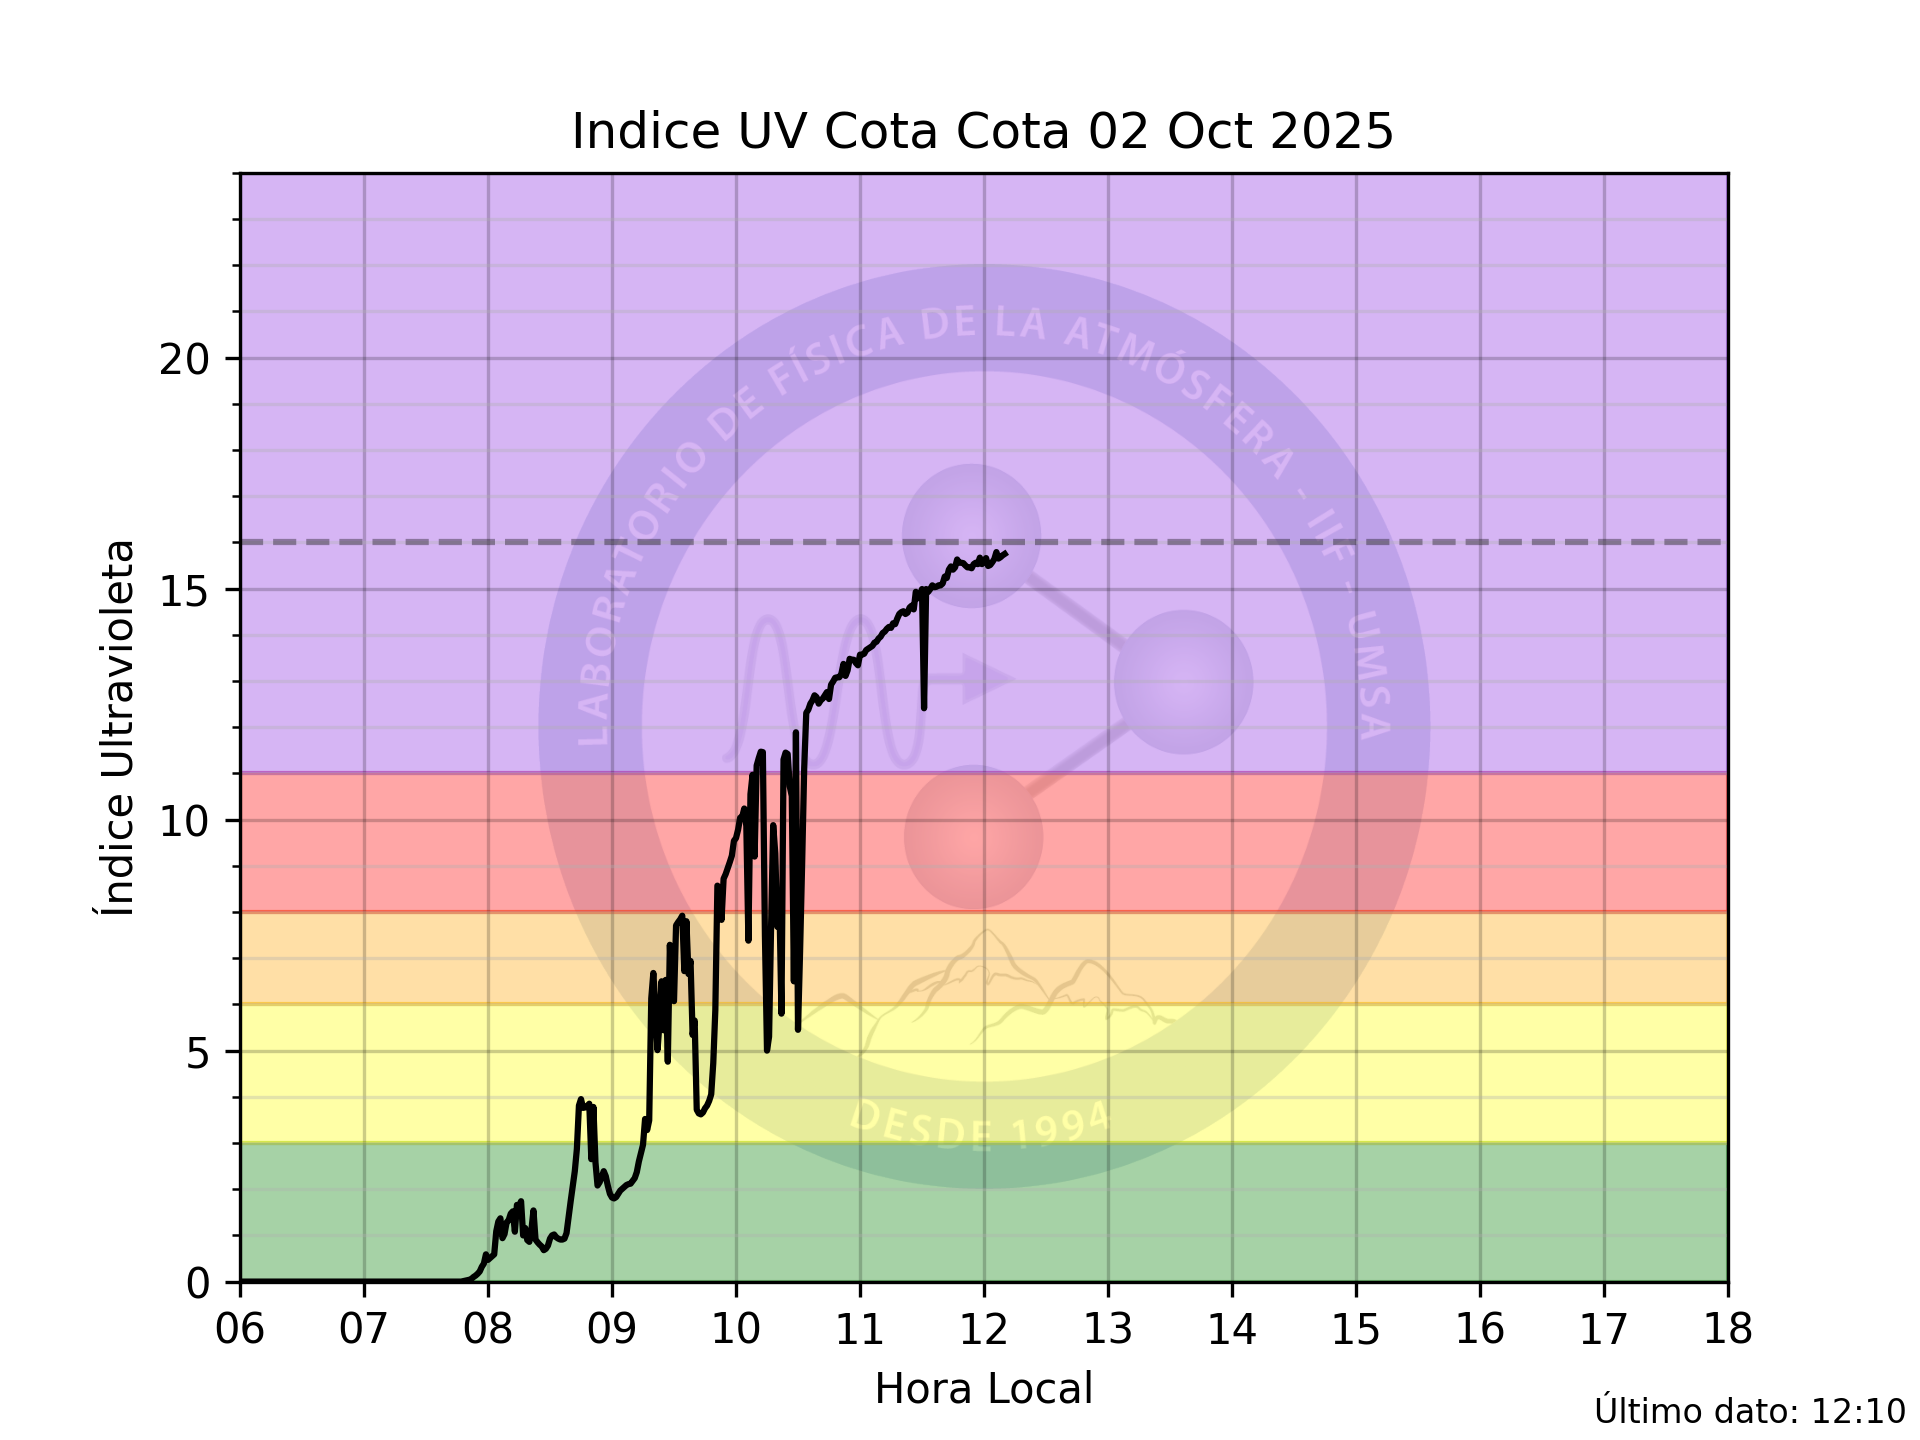 Indice UV Cota Cota 02 Oct 2025
LABORATORIO DE FÍSICA DE LA ATMÓSFERA - IIF - UMSA
DESDE 1994
Índice Ultravioleta
20
15
10
5
0
06 07 08 09 10 11 12 13 14 15 16 17 18
Hora Local
Último dato: 12:10